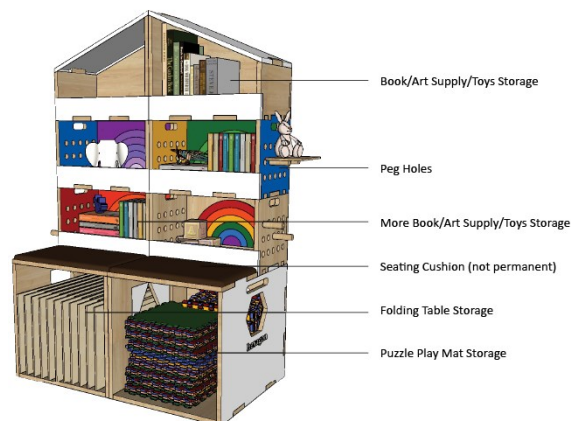 Book/Art Supply/Toys Storage
Peg Holes
More Book/Art Supply/Toys Storage
Seating Cushion (not permanent)
Folding Table Storage
Puzzle Play Mat Storage